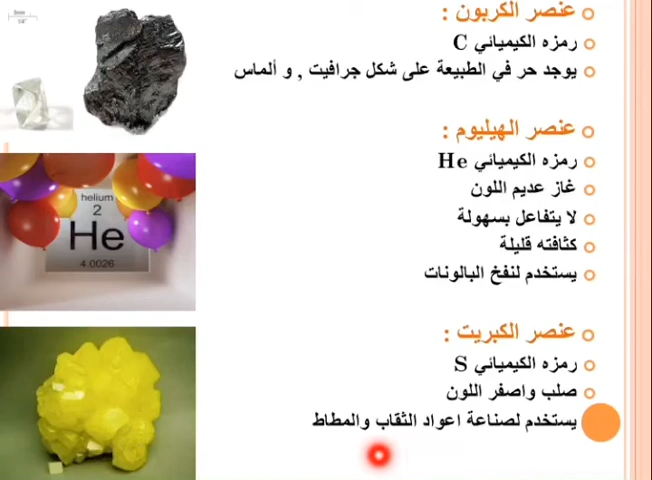 عنصر الكربون :
رمزه الكيميائي C
يوجد حر في الطبيعة على شكل جرافيت , و ألماس
عنصر الهيليوم :
رمزه الكيميائي He
غاز عديم اللون
لا يتفاعل بسهولة
كثافته قليلة
يستخدم لنفخ البالونات
helium
2
He
4.0026
عنصر الكبريت :
رمزه الكيميائي S
صلب واصفر اللون
يستخدم لصناعة اعواد الثقاب والمطاط